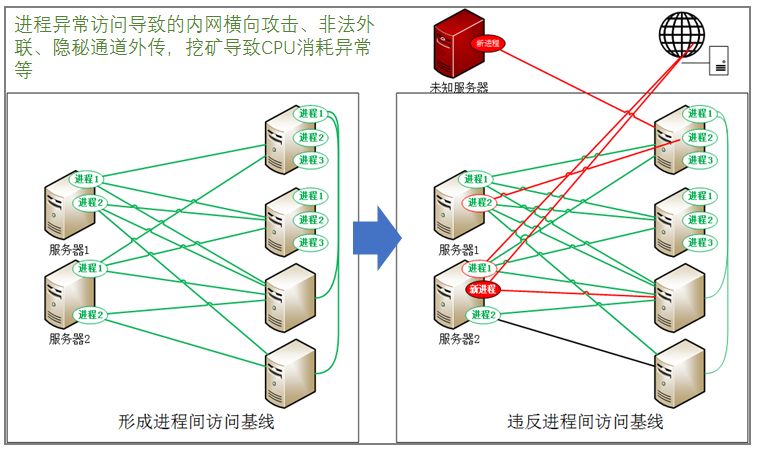 进程异常访问导致的内网横向攻击、非法外
联、隐秘通道外传，挖矿导致CPU消耗异常
等
新进程
未知服务器
进程1
进程2
进程3
进程1
进程2
服务器1
进程1
进程2
进程3
进程1
进程2
服务器2
形成进程间访问基线
进程1
进程2
进程3
进程1
进程2
服务器1
进程1
进程2
进程3
进程1
新进程
进程2
服务器2
违反进程间访问基线